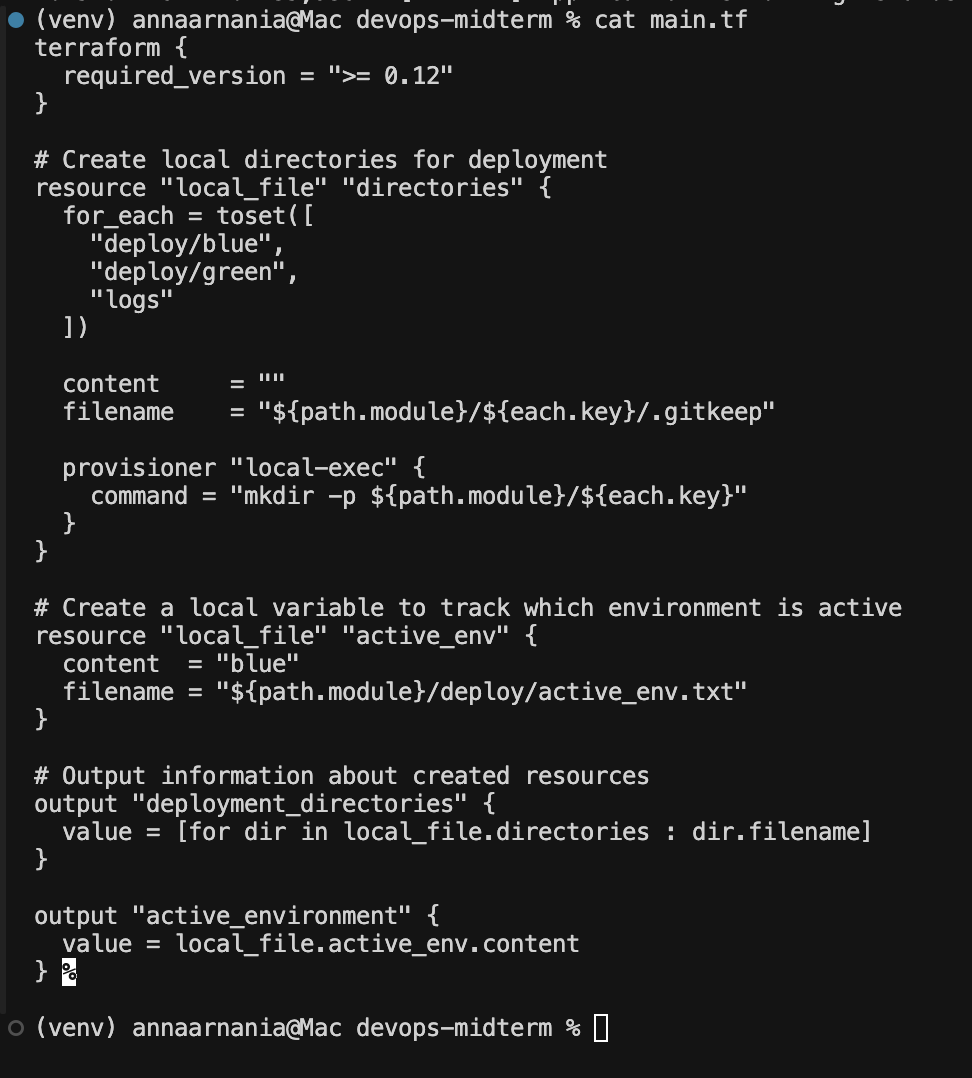 (venv) annaarnania@Mac devops-midterm % cat main.tf
terraform {
  required_version = ">= 0.12"
}

# Create local directories for deployment
resource "local_file" "directories" {
  for_each = toset([
    "deploy/blue",
    "deploy/green",
    "logs"
  ])

  content     = ""
  filename    = "${path.module}/${each.key}/.gitkeep"

  provisioner "local-exec" {
    command = "mkdir -p ${path.module}/${each.key}"
  }
}

# Create a local variable to track which environment is active
resource "local_file" "active_env" {
  content  = "blue"
  filename = "${path.module}/deploy/active_env.txt"
}

# Output information about created resources
output "deployment_directories" {
  value = [for dir in local_file.directories : dir.filename]
}

output "active_environment" {
  value = local_file.active_env.content
} %

(venv) annaarnania@Mac devops-midterm %